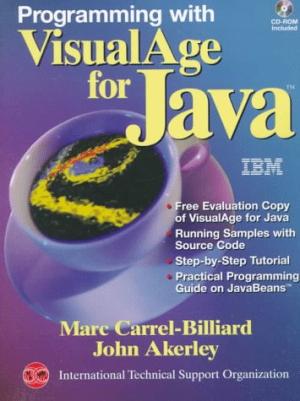 Programming with
CD-ROM
Included
VisualAge
for Java™
IBM
• Free Evaluation Copy
of VisualAge for Java
• Running Samples with
Source Code
• Step-by-Step Tutorial
• Practical Programming
Guide on JavaBeans™
Marc Carrel-Billiard
John Akerley
International Technical Support Organization